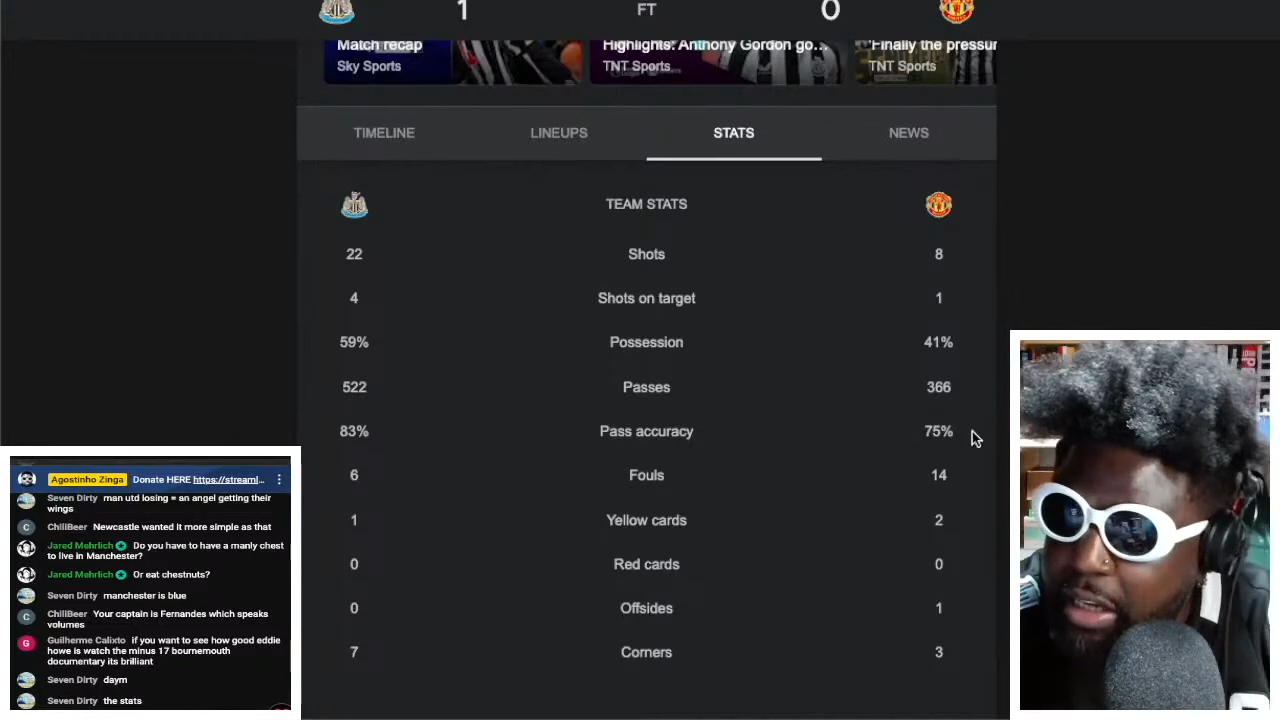 1 FT 0
Match recap
Sky Sports
Highlights: Anthony Gordon go...
TNT Sports
'Finally the pressur
TNT Sports
TIMELINE LINEUPS STATS NEWS
TEAM STATS
22 Shots 8
4 Shots on target 1
59% Possession 41%
522 Passes 366
83% Pass accuracy 75%
6 Fouls 14
1 Yellow cards 2
0 Red cards 0
0 Offsides 1
7 Corners 3
Agostinho Zinga Donate HERE https://streaml...
Seven Dirty man utd losing = an angel getting their
wings
C ChillBeer Newcastle wanted it more simple as that
Jared Mehrlich Do you have to have a manly chest
to live in Manchester?
Jared Mehrlich Or eat chestnuts?
Seven Dirty manchester is blue
C ChillBeer Your captain is Fernandes which speaks
volumes
G Guilherme Calixto if you want to see how good eddie
howe is watch the minus 17 bournemouth
documentary its brilliant
Seven Dirty daym
Seven Dirty the stats